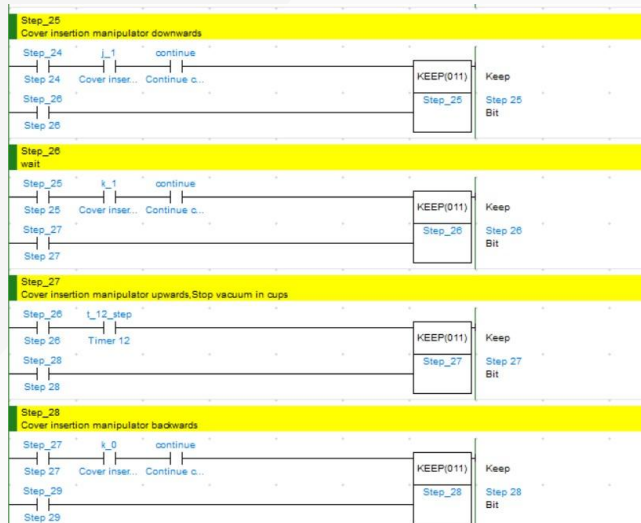 Step_25
Cover insertion manipulator downwards
Step_24 j_1 continue
Step 24 Cover inser... Continue c...
KEEP(011) Keep
Step_26 Step_25 Step 25
Bit
Step 26
Step_26
wait
Step_25 k_1 continue
Step 25 Cover inser... Continue c...
KEEP(011) Keep
Step_27 Step_26 Step 26
Bit
Step 27
Step_27
Cover insertion manipulator upwards,Stop vacuum in cups
Step_26 t_12_step
Step 26 Timer 12
KEEP(011) Keep
Step_28 Step_27 Step 27
Bit
Step 28
Step_28
Cover insertion manipulator backwards
Step_27 k_0 continue
Step 27 Cover inser... Continue c...
KEEP(011) Keep
Step_29 Step_28 Step 28
Bit
Step 29